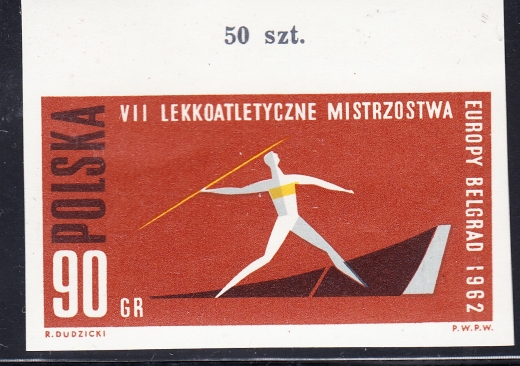 50 szt.
VII LEKKOATLETYCZNE MISTRZOSTWA
EUROPY BELGRAD 1962
POLSKA
90 GR
R. DUDZICKI
P.W.P.W.